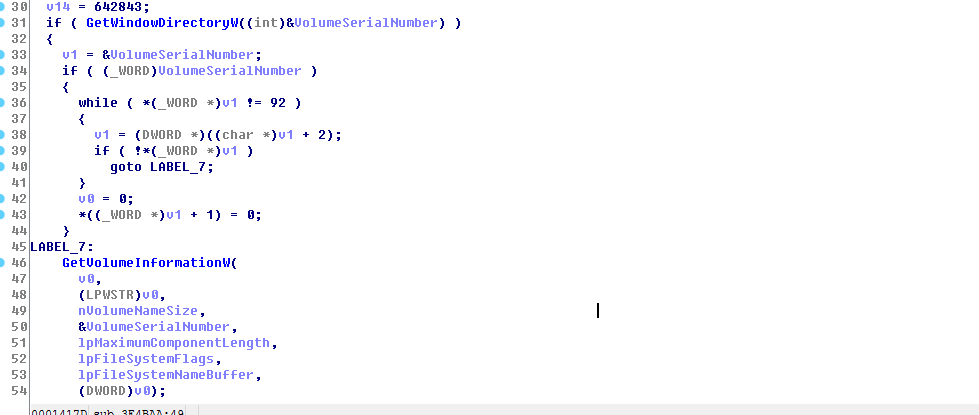 30 v14 = 642843;
31 if ( GetWindowDirectoryW((int)&VolumeSerialNumber) )
32 {
33 v1 = &VolumeSerialNumber;
34 if ( (_WORD)VolumeSerialNumber )
35 {
36 while ( *(_WORD *)v1 != 92 )
37 {
38 v1 = (DWORD *)((char *)v1 + 2);
39 if ( !*(_WORD *)v1 )
40 goto LABEL_7;
41 }
42 v0 = 0;
43 *((_WORD *)v1 + 1) = 0;
44 }
45 LABEL_7:
46 GetVolumeInformationW(
47 v0,
48 (LPWSTR)v0,
49 nVolumeNameSize,
50 &VolumeSerialNumber,
51 lpMaximumComponentLength,
52 lpFileSystemFlags,
53 lpFileSystemNameBuffer,
54 (DWORD)v0);